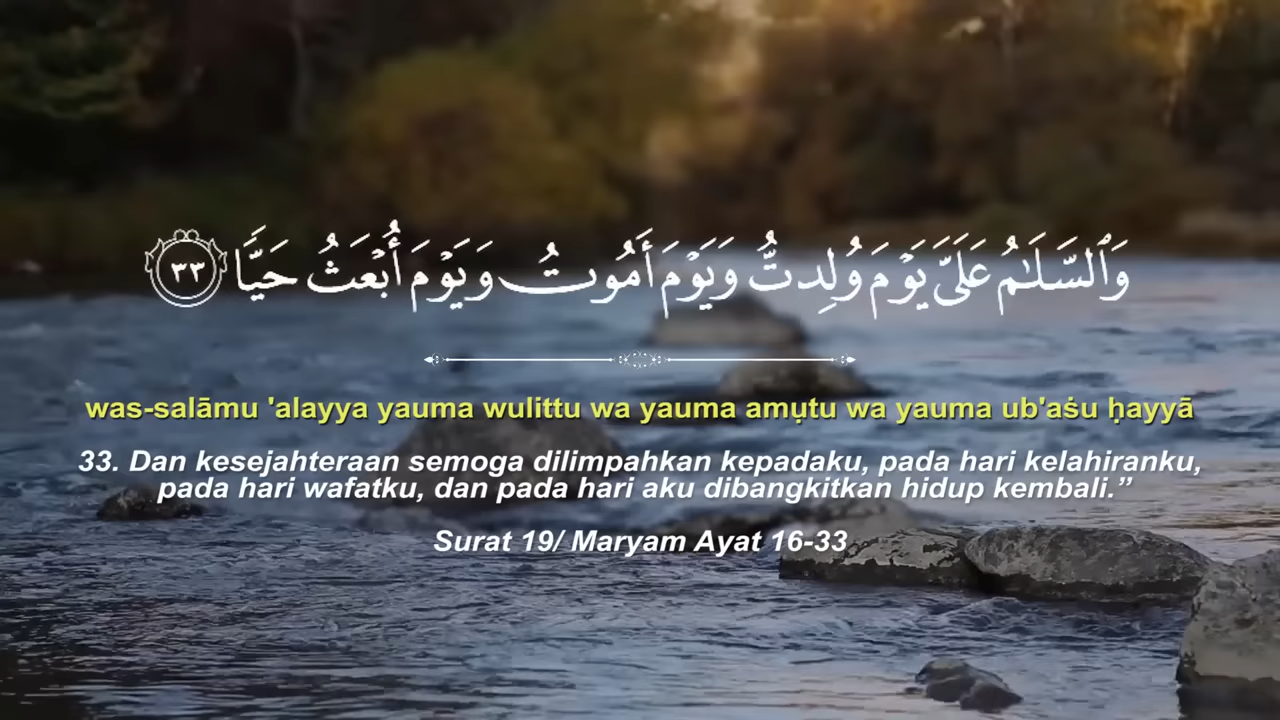 وَٱلسَّلَـٰمُ عَلَىَّ يَوْمَ وُلِدتُّ وَيَوْمَ أَمُوتُ وَيَوْمَ أُبْعَثُ حَيًّا ٣٣
was-salāmu 'alayya yauma wulittu wa yauma amụtu wa yauma ub'aṡu ḥayyā
33. Dan kesejahteraan semoga dilimpahkan kepadaku, pada hari kelahiranku,
pada hari wafatku, dan pada hari aku dibangkitkan hidup kembali.”
Surat 19/ Maryam Ayat 16-33